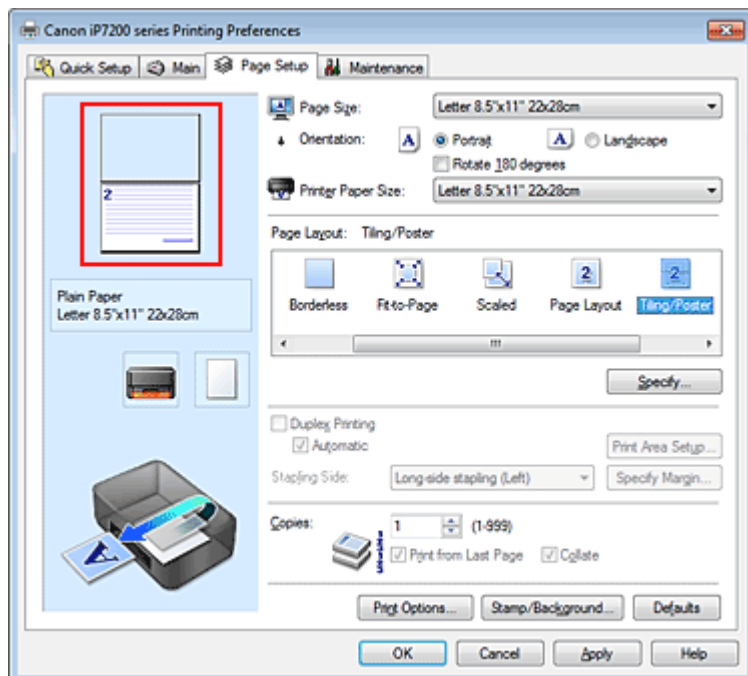 Canon iP7200 series Printing Preferences
Quick Setup Main Page Setup Maintenance
2
Plain Paper
Letter 8.5"x11" 22x28cm
A
Page Size: Letter 8.5"x11" 22x28cm
Orientation: A Portrait A Landscape
Rotate 180 degrees
Printer Paper Size: Letter 8.5"x11" 22x28cm
Page Layout: Tiling/Poster
2 2
Borderless Fit-to-Page Scaled Page Layout Tiling/Poster
Specify...
Duplex Printing
Automatic Print Area Setup...
Stapling Side: Long-side stapling (Left) Specify Margin...
Copies: 1 (1-999)
Print from Last Page Collate
Print Options... Stamp/Background... Defaults
OK Cancel Apply Help